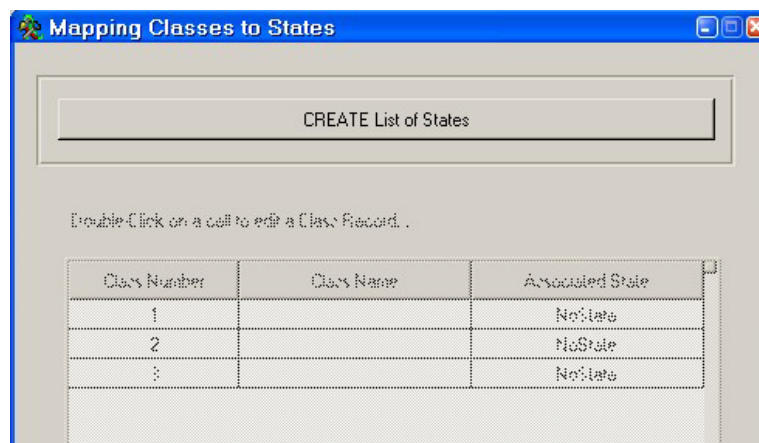 Mapping Classes to States
CREATE List of States
Double-Click on a cell to edit a Class Record...
Class Number Class Name Associated State
1 NoState
2 NoState
3 NoState